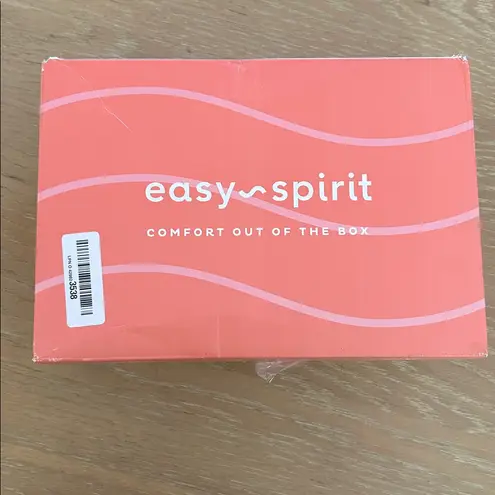 easy~spirit
COMFORT OUT OF THE BOX
3538